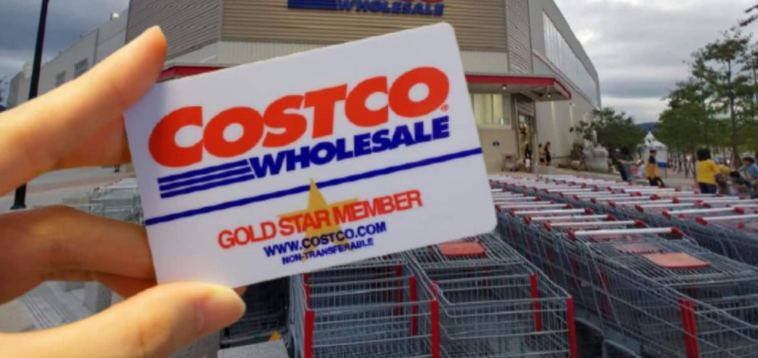 WHOLESALE
COSTCO
WHOLESALE
GOLD STAR MEMBER
WWW.COSTCO.COM
NON-TRANSFERABLE